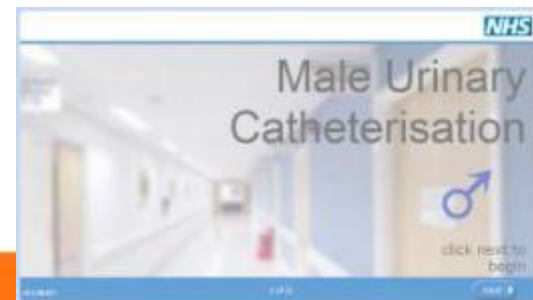 NHS
Male Urinary
Catheterisation
click next to
begin
next